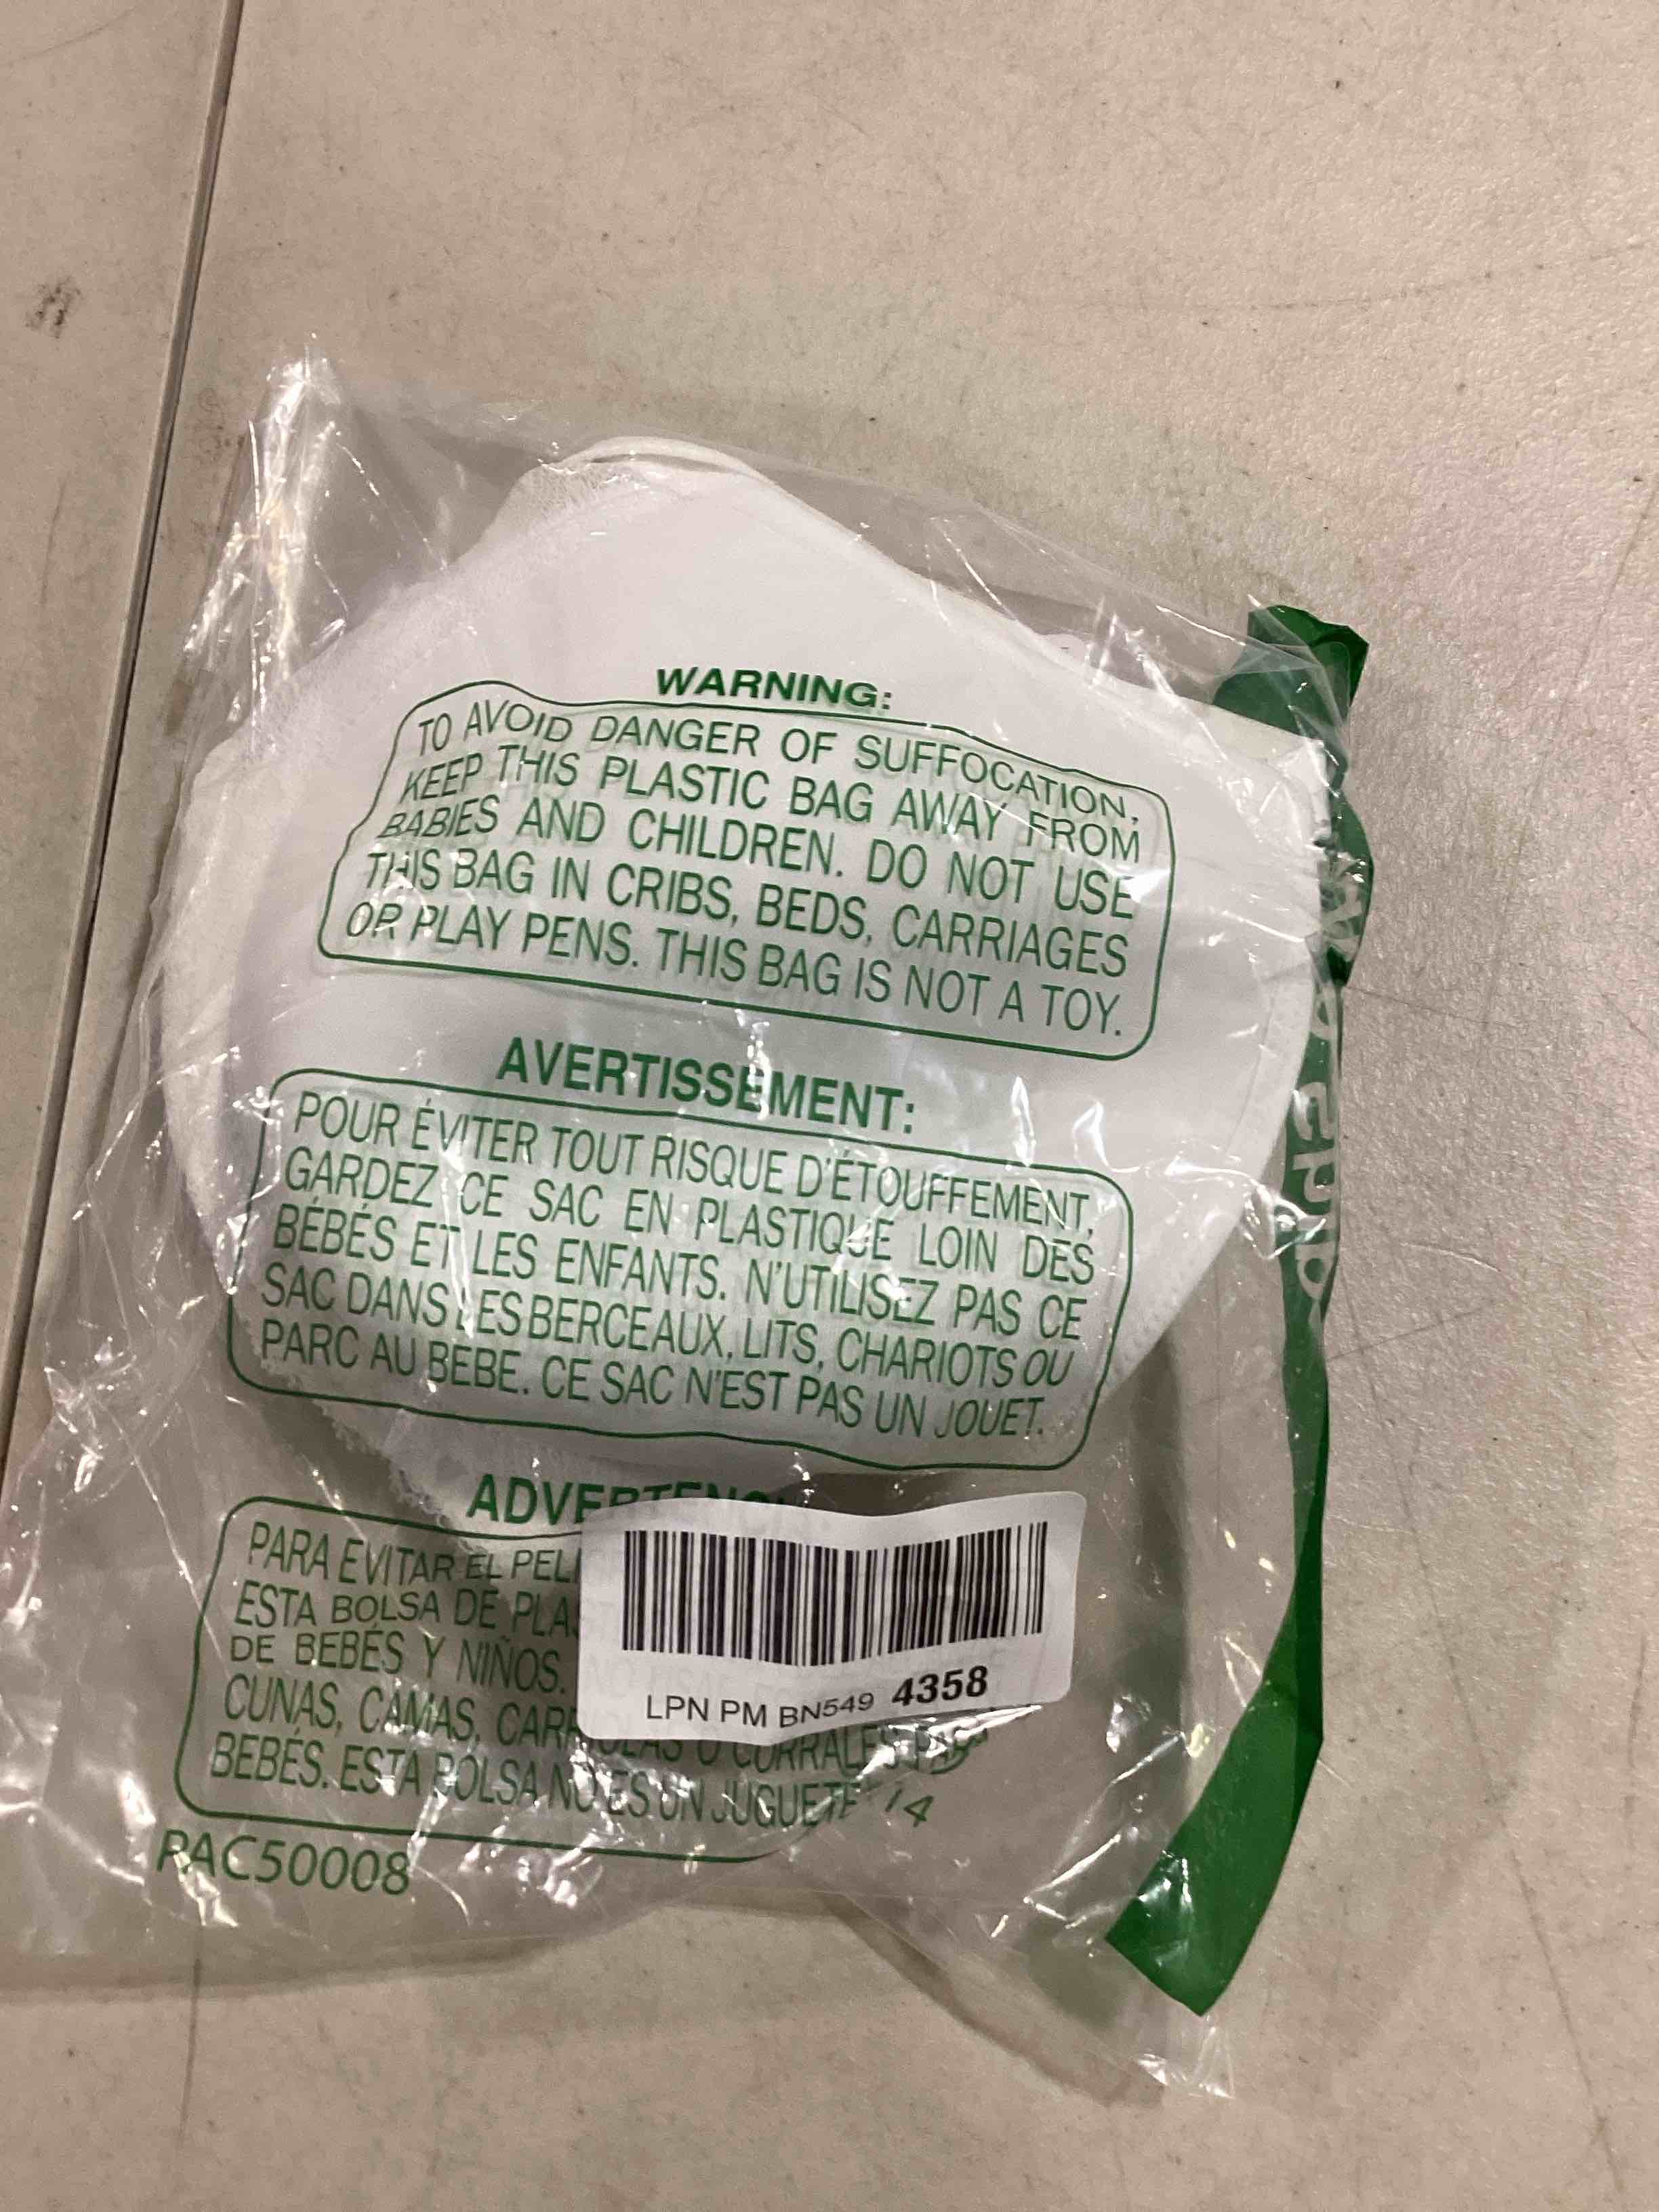 WARNING:
TO AVOID DANGER OF SUFFOCATION,
KEEP THIS PLASTIC BAG AWAY FROM
BABIES AND CHILDREN. DO NOT USE
THIS BAG IN CRIBS, BEDS, CARRIAGES
OR PLAY PENS. THIS BAG IS NOT A TOY.
AVERTISSEMENT:
POUR ÉVITER TOUT RISQUE D'ÉTOUFFEMENT,
GARDEZ CE SAC EN PLASTIQUE LOIN DES
BÉBÉS ET LES ENFANTS. N'UTILISEZ PAS CE
SAC DANS LES BERCEAUX, LITS, CHARIOTS OU
PARC AU BEBE. CE SAC N'EST PAS UN JOUET.
PARA EVITAR EL
ESTA BOLSA DE
DE BEBÉS Y NIÑOS.
CUNAS, CAMAS, O CORRALES
BEBÉS. ESTA BOLSA NO ES UN JUGUETE 14
PAC50008
LPN PM BN549 4358